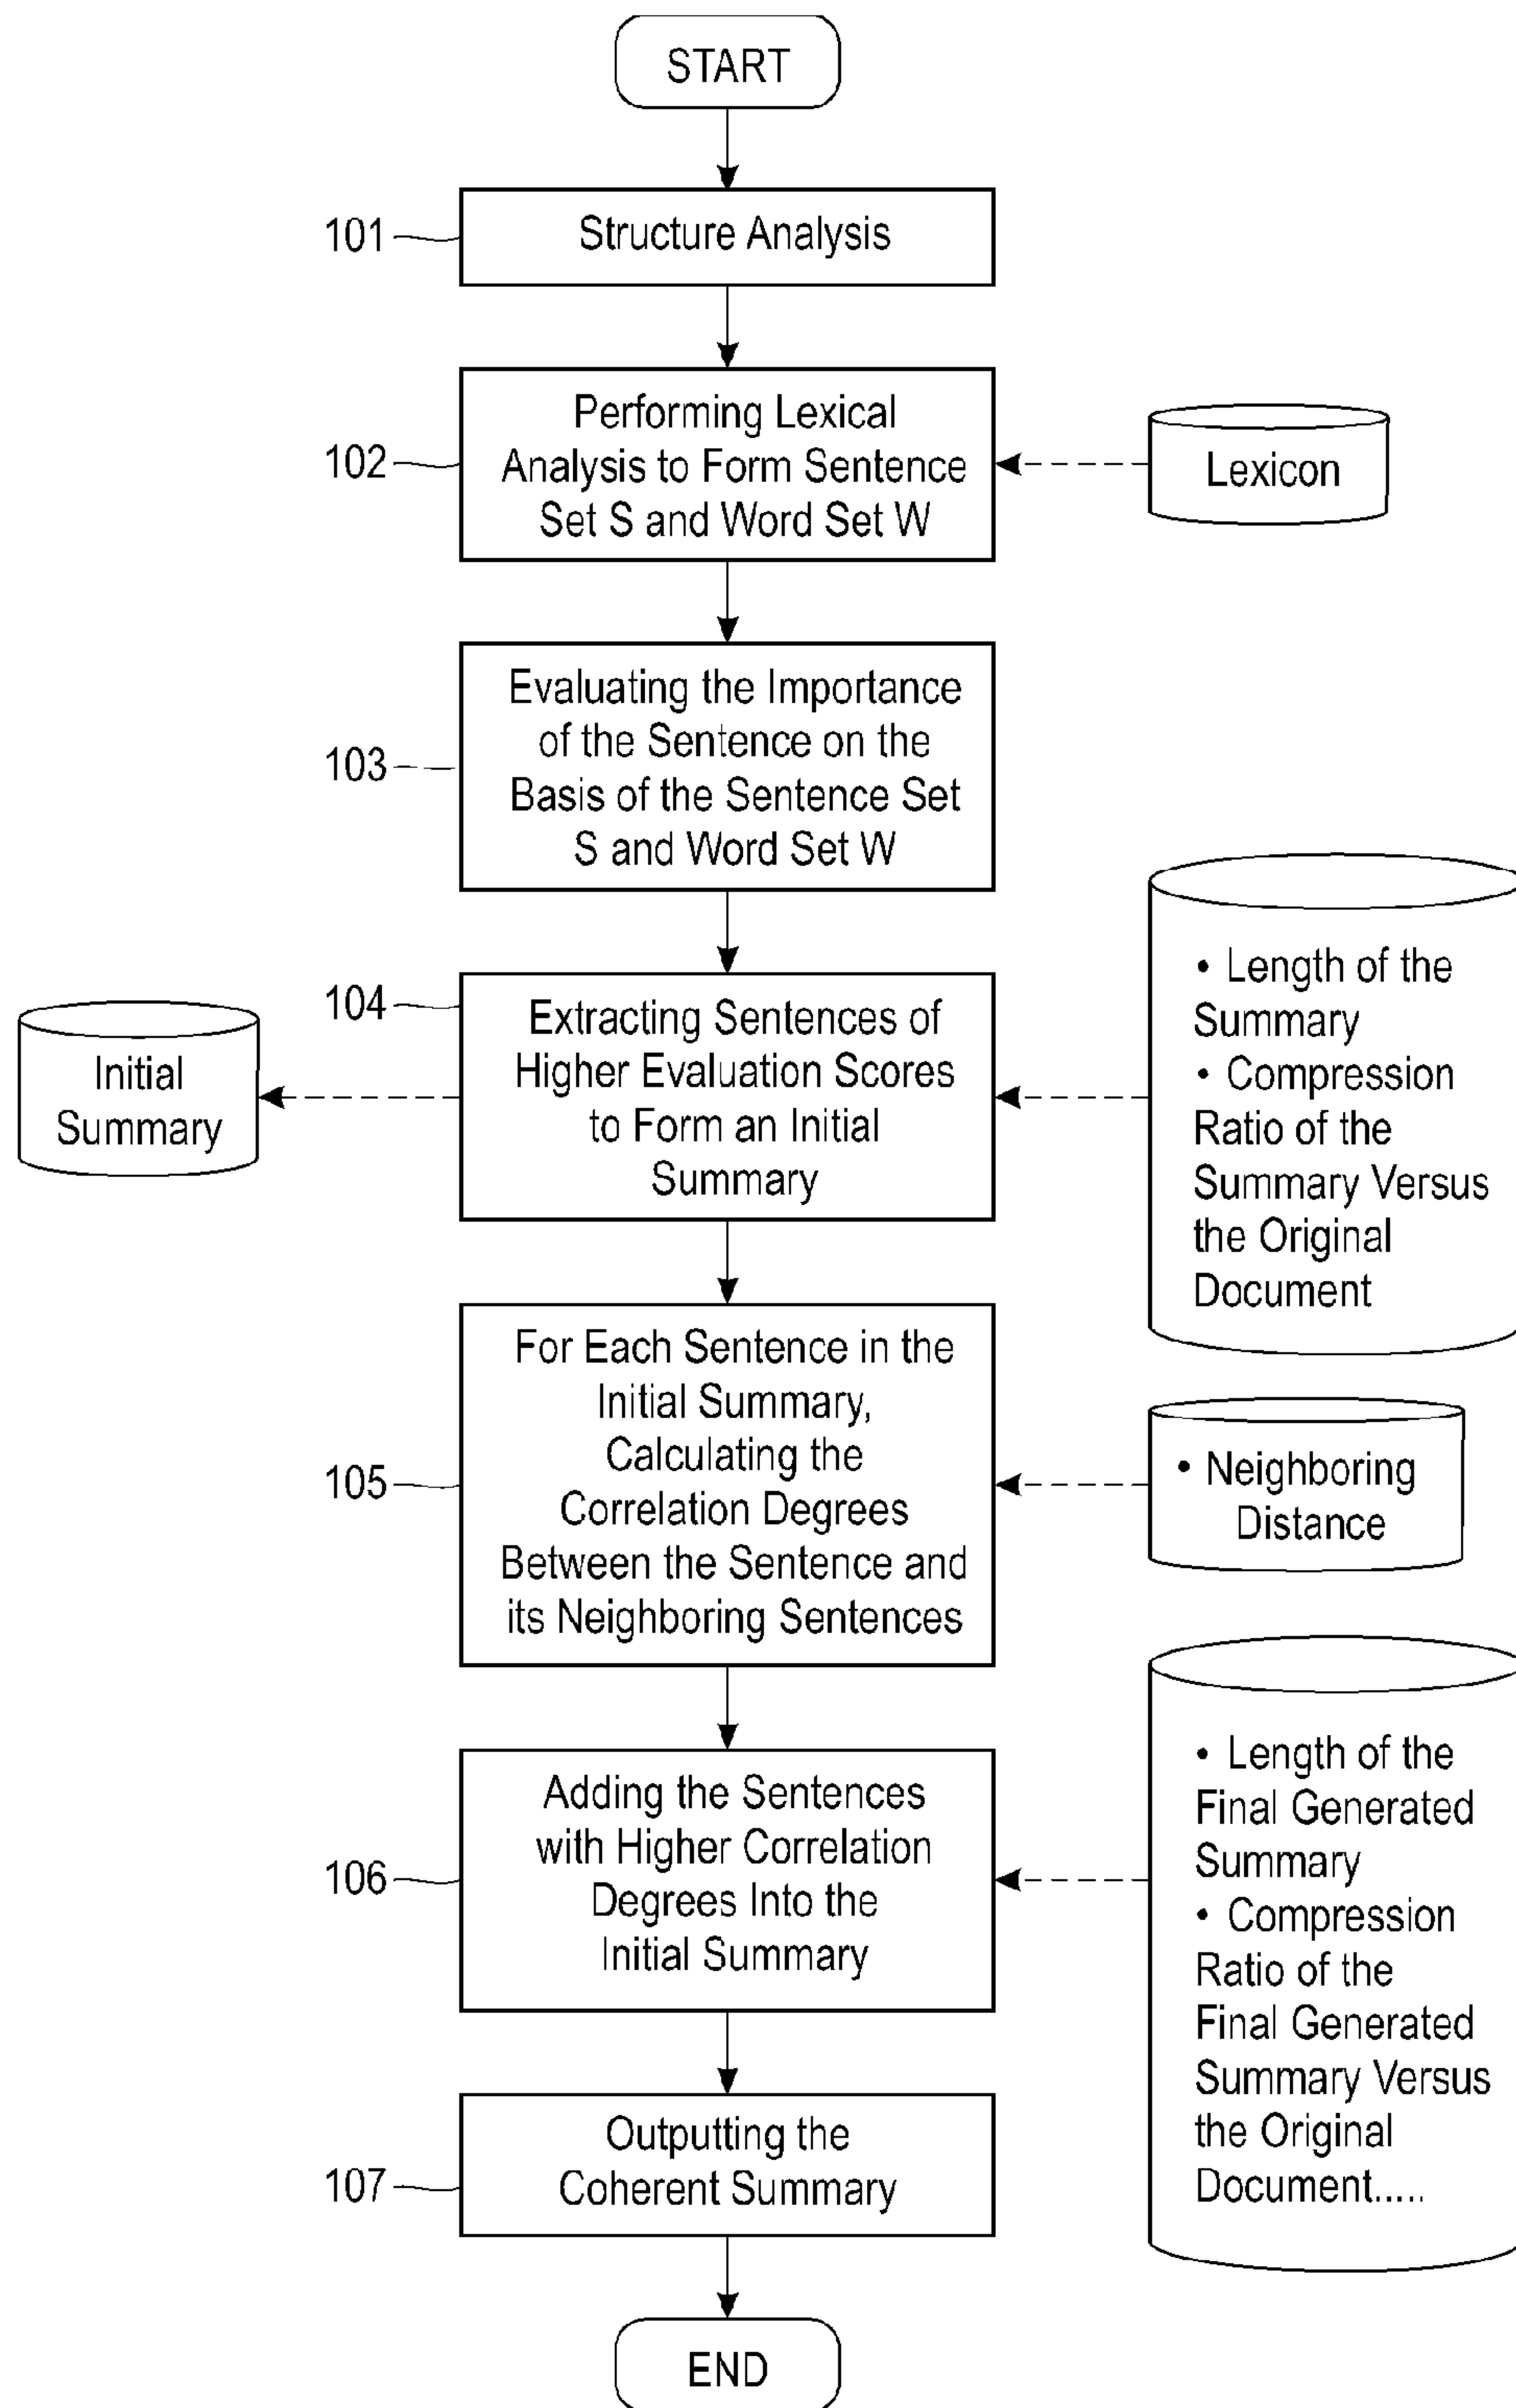 START
101
Structure Analysis
102
Performing Lexical
Analysis to Form Sentence
Set S and Word Set W
Lexicon
103
Evaluating the Importance
of the Sentence on the
Basis of the Sentence Set
S and Word Set W
104
Extracting Sentences of
Higher Evaluation Scores
to Form an Initial
Summary
Initial
Summary
• Length of the
Summary
• Compression
Ratio of the
Summary Versus
the Original
Document
105
For Each Sentence in the
Initial Summary,
Calculating the
Correlation Degrees
Between the Sentence and
its Neighboring Sentences
• Neighboring
Distance
106
Adding the Sentences
with Higher Correlation
Degrees Into the
Initial Summary
• Length of the
Final Generated
Summary
• Compression
Ratio of the
Final Generated
Summary Versus
the Original
Document.....
107
Outputting the
Coherent Summary
END